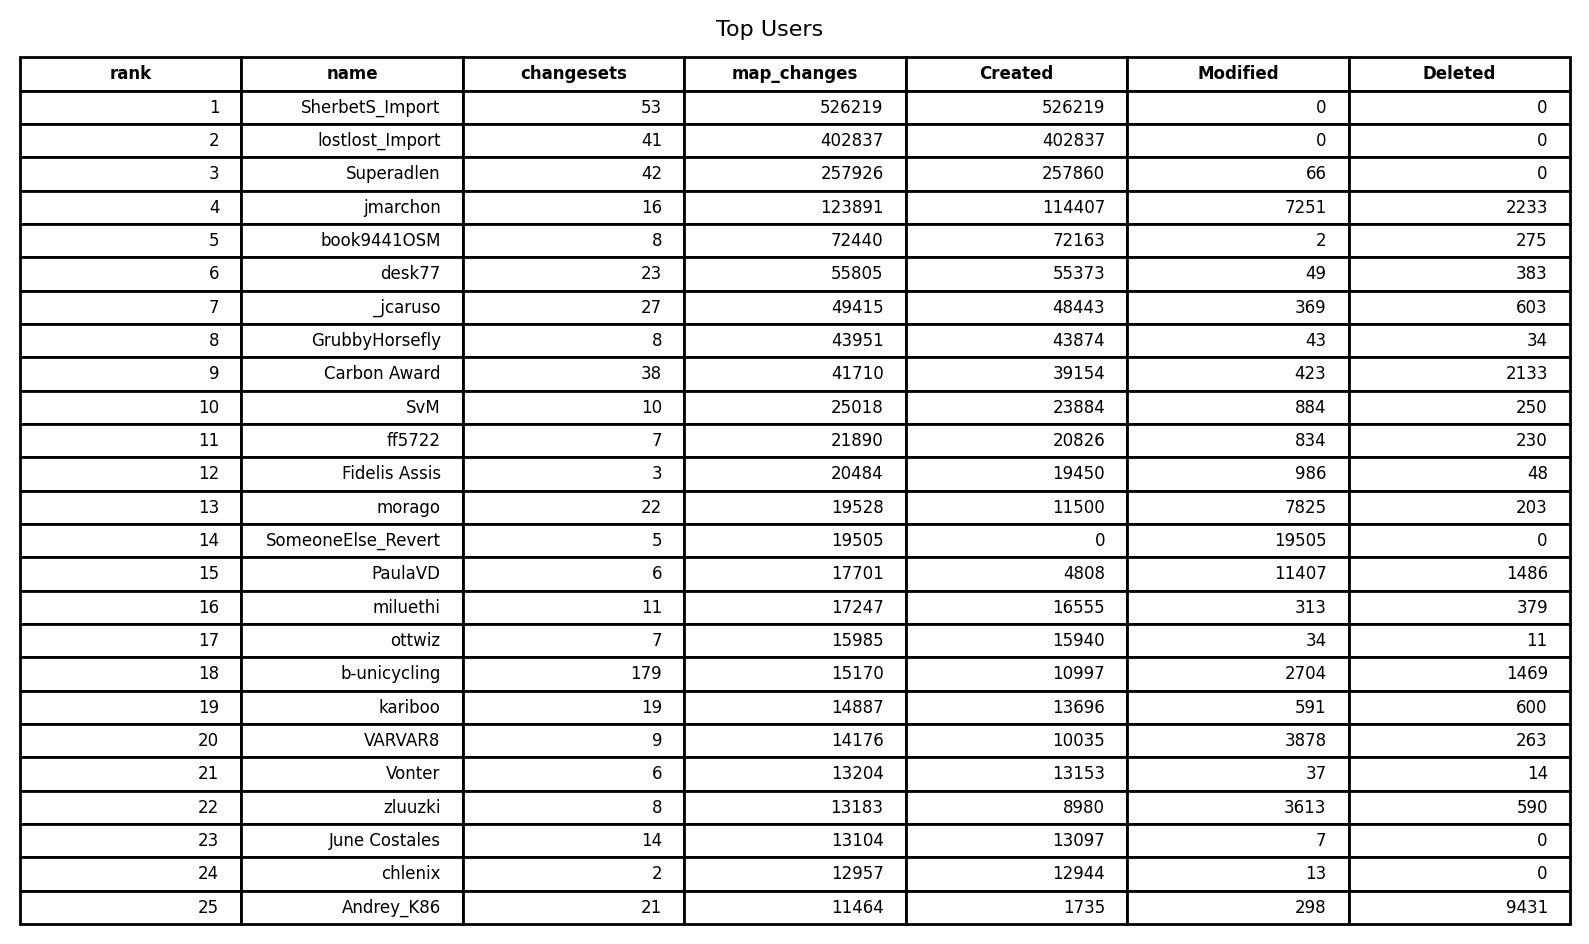 Top Users
rank name changesets map_changes Created Modified Deleted
1 SherbetS_Import 53 526219 526219 0 0
2 lostlost_Import 41 402837 402837 0 0
3 Superadlen 42 257926 257860 66 0
4 jmarchon 16 123891 114407 7251 2233
5 book9441OSM 8 72440 72163 2 275
6 desk77 23 55805 55373 49 383
7 _jcaruso 27 49415 48443 369 603
8 GrubbyHorsefly 8 43951 43874 43 34
9 Carbon Award 38 41710 39154 423 2133
10 SvM 10 25018 23884 884 250
11 ff5722 7 21890 20826 834 230
12 Fidelis Assis 3 20484 19450 986 48
13 morago 22 19528 11500 7825 203
14 SomeoneElse_Revert 5 19505 0 19505 0
15 PaulaVD 6 17701 4808 11407 1486
16 miluethi 11 17247 16555 313 379
17 ottwiz 7 15985 15940 34 11
18 b-unicycling 179 15170 10997 2704 1469
19 kariboo 19 14887 13696 591 600
20 VARVAR8 9 14176 10035 3878 263
21 Vonter 6 13204 13153 37 14
22 zluuzki 8 13183 8980 3613 590
23 June Costales 14 13104 13097 7 0
24 chlenix 2 12957 12944 13 0
25 Andrey_K86 21 11464 1735 298 9431